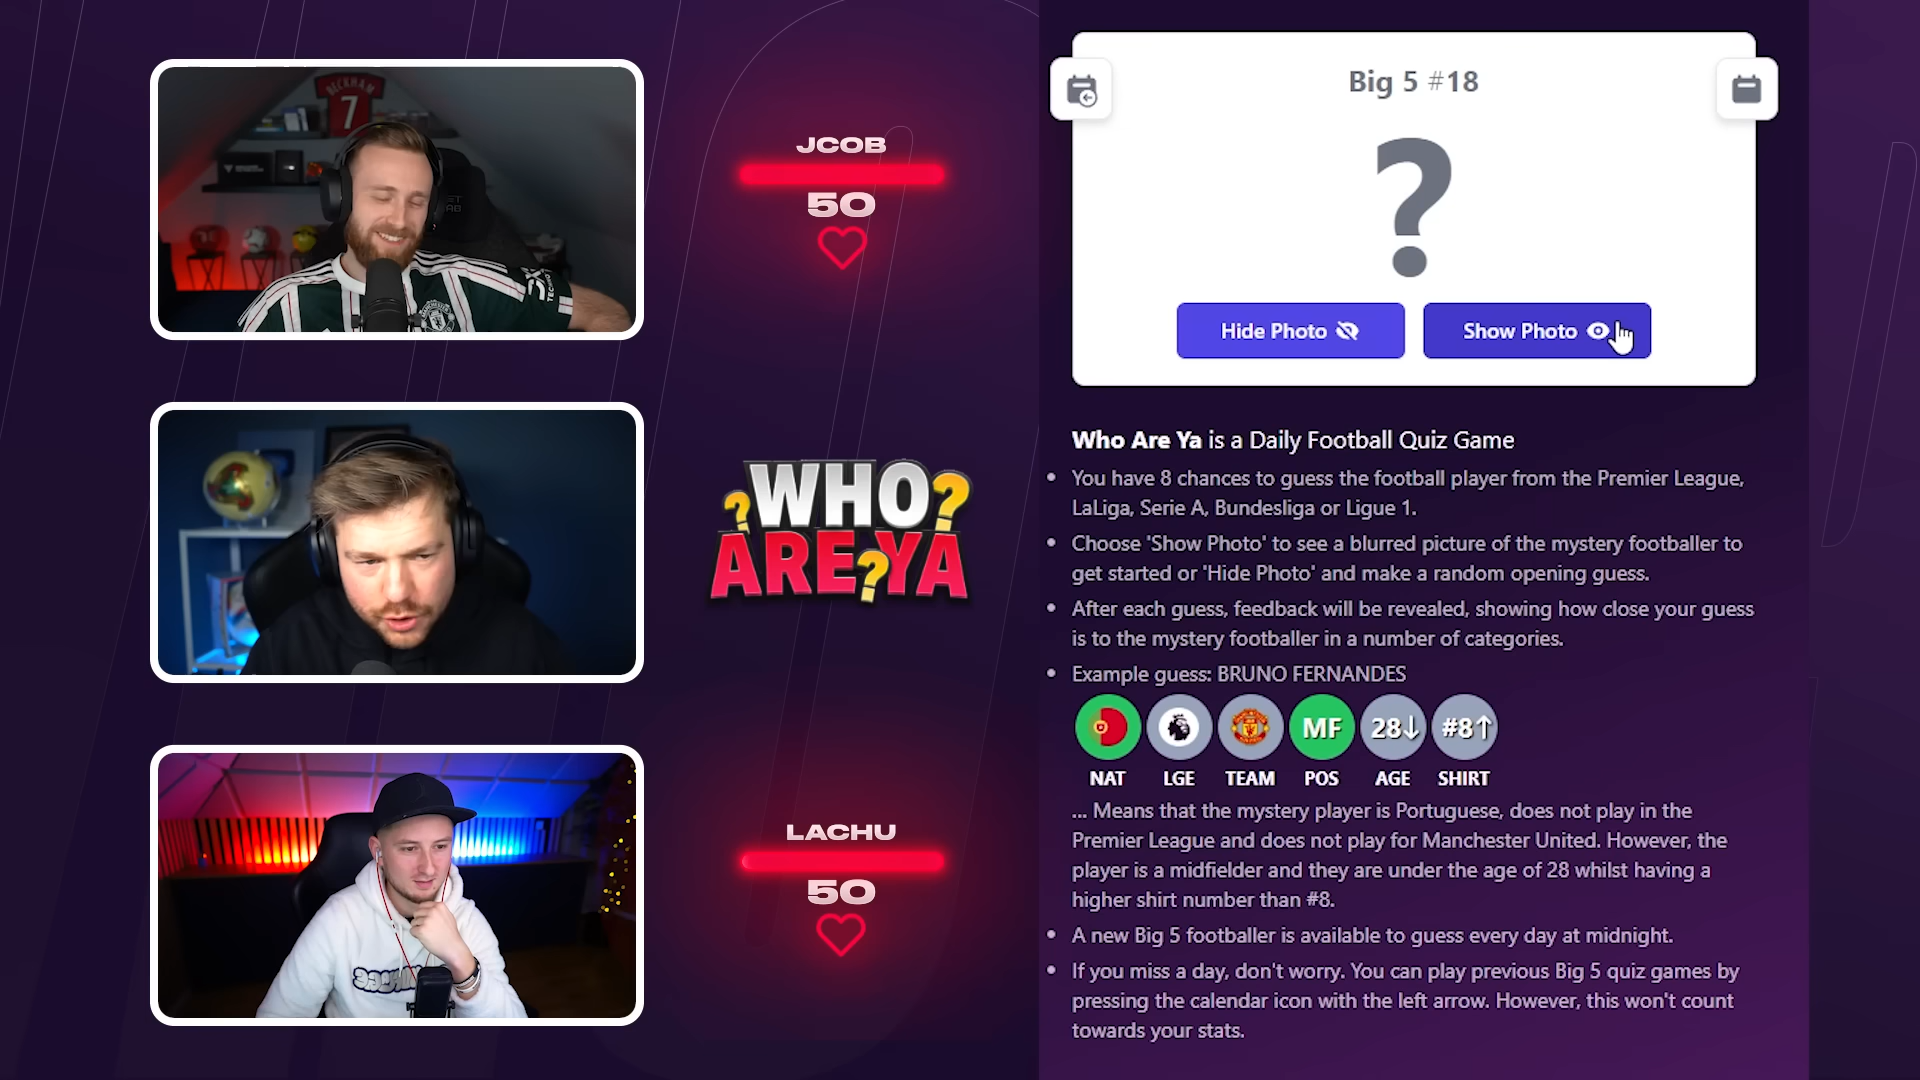 BECKHAM
7
JCOB
50
WHO
ARE YA
LACHU
50
Big 5 #18
?
Hide Photo
Show Photo
Who Are Ya is a Daily Football Quiz Game
• You have 8 chances to guess the football player from the Premier League,
LaLiga, Serie A, Bundesliga or Ligue 1.
• Choose 'Show Photo' to see a blurred picture of the mystery footballer to
get started or 'Hide Photo' and make a random opening guess.
• After each guess, feedback will be revealed, showing how close your guess
is to the mystery footballer in a number of categories.
• Example guess: BRUNO FERNANDES
MF 28↓ #8↑
NAT LGE TEAM POS AGE SHIRT
... Means that the mystery player is Portuguese, does not play in the
Premier League and does not play for Manchester United. However, the
player is a midfielder and they are under the age of 28 whilst having a
higher shirt number than #8.
• A new Big 5 footballer is available to guess every day at midnight.
• If you miss a day, don't worry. You can play previous Big 5 quiz games by
pressing the calendar icon with the left arrow. However, this won't count
towards your stats.